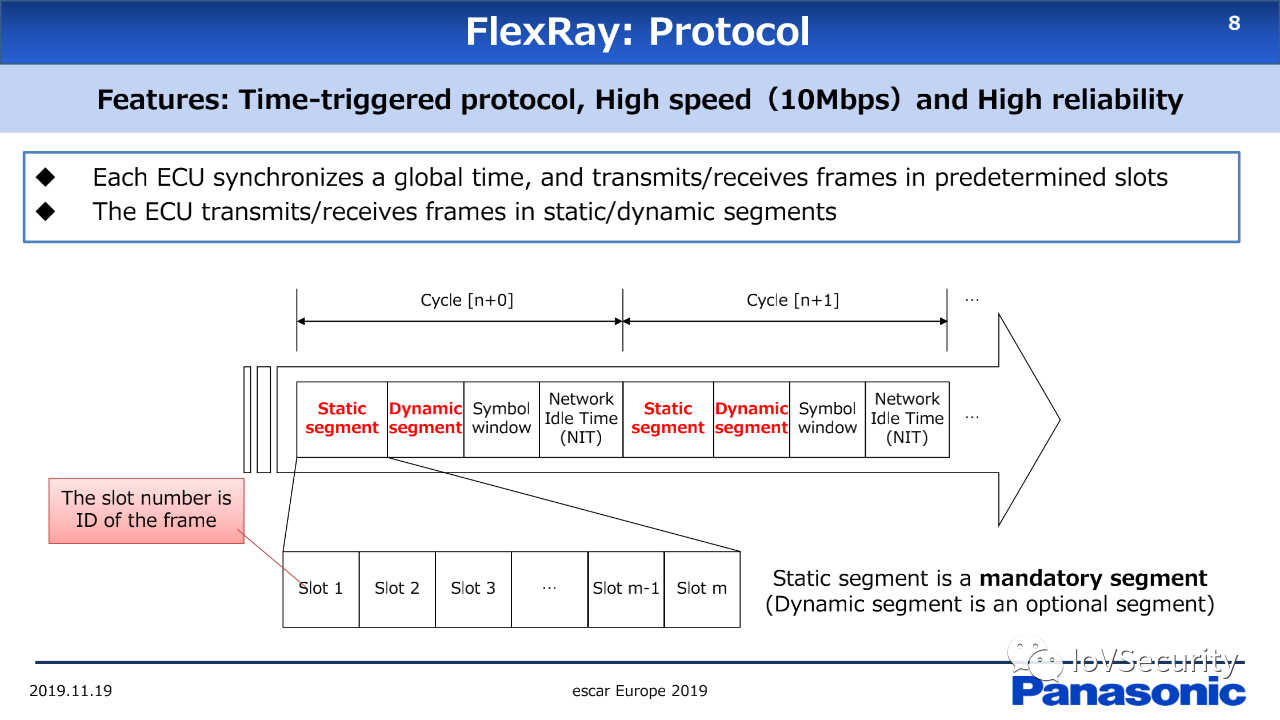 FlexRay: Protocol
8
Features: Time-triggered protocol, High speed（10Mbps）and High reliability
◆ Each ECU synchronizes a global time, and transmits/receives frames in predetermined slots
◆ The ECU transmits/receives frames in static/dynamic segments
Cycle [n+0]
Cycle [n+1]
…
Static
segment
Dynamic
segment
Symbol
window
Network
Idle Time
(NIT)
Static
segment
Dynamic
segment
Symbol
window
Network
Idle Time
(NIT)
…
The slot number is
ID of the frame
Slot 1
Slot 2
Slot 3
…
Slot m-1
Slot m
Static segment is a mandatory segment
(Dynamic segment is an optional segment)
IoVSecurity
2019.11.19
escar Europe 2019
Panasonic